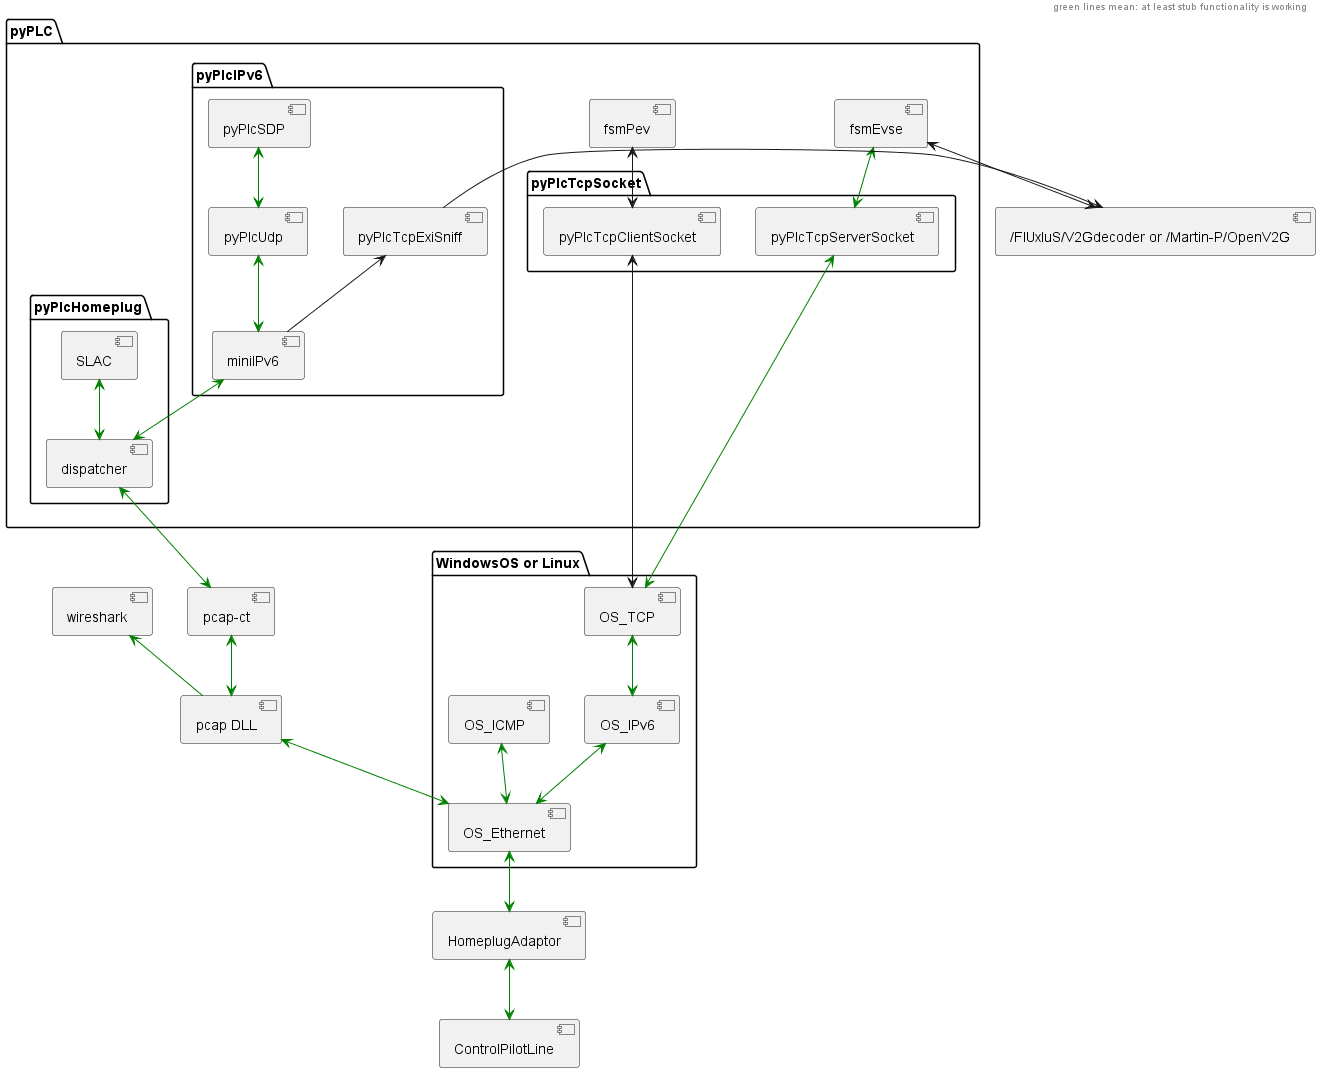 green lines mean: at least stub functionality is working
pyPLC
pyPlcIPv6
pyPlcSDP
fsmPev
fsmEvse
pyPlcTcpSocket
pyPlcUdp
pyPlcTcpExiSniff
pyPlcTcpClientSocket
pyPlcTcpServerSocket
/FlUxIuS/V2Gdecoder or /Martin-P/OpenV2G
pyPlcHomeplug
SLAC
miniIPv6
dispatcher
WindowsOS or Linux
wireshark
pcap-ct
OS_TCP
pcap DLL
OS_ICMP
OS_IPv6
OS_Ethernet
HomeplugAdaptor
ControlPilotLine